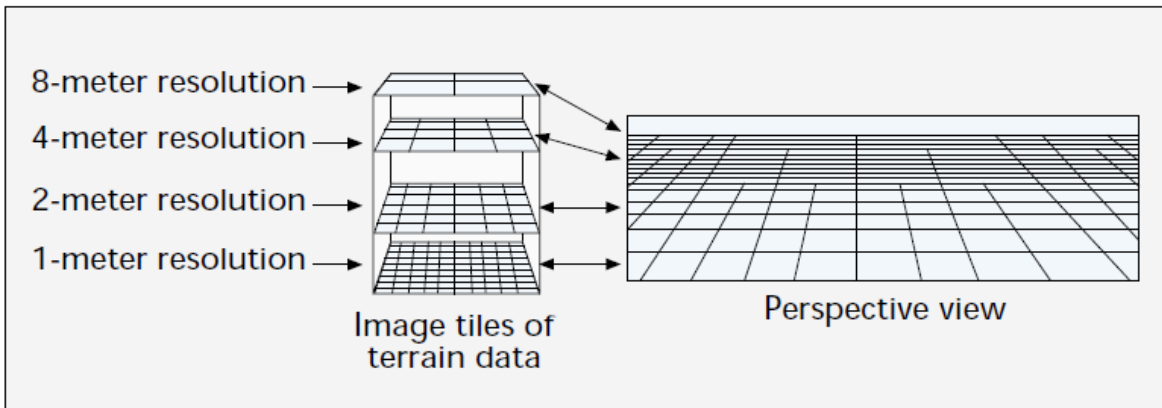 8-meter resolution
4-meter resolution
2-meter resolution
1-meter resolution
Image tiles of
terrain data
Perspective view